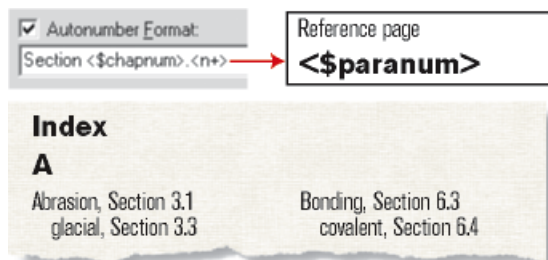 Autonumber Format:
Section <$chapnum>.<n+>
Reference page
<$paranum>
Index
A
Abrasion, Section 3.1
glacial, Section 3.3
Bonding, Section 6.3
covalent, Section 6.4